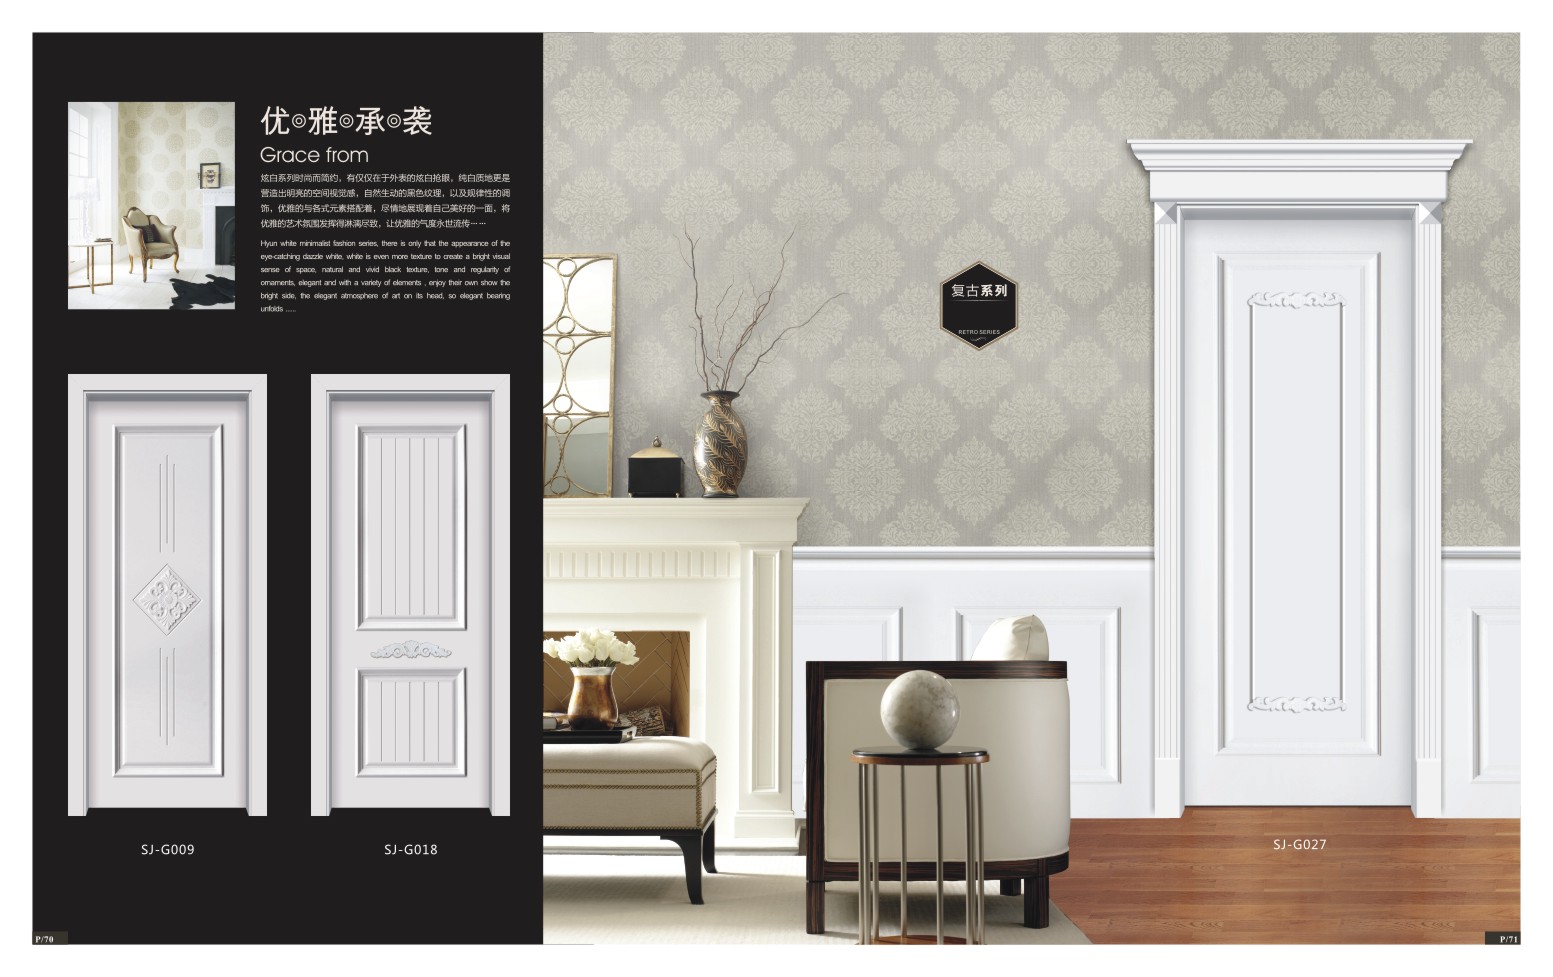 优◎雅◎承◎袭
Grace from
炫白系列时尚而简约，有仅仅在于外表的炫白抢眼，纯白质地更是
营造出明亮的空间视觉感，自然生动的黑色纹理，以及规律性的调
饰，优雅的与各式元素搭配着，尽情地展现着自己美好的一面，将
优雅的艺术氛围发挥得淋漓尽致，让优雅的气度永世流传……
Hyun white minimalist fashion series, there is only that the appearance of the
eye-catching dazzle white, white is even more texture to create a bright visual
sense of space, natural and vivid black texture, tone and regularity of
ornaments, elegant and with a variety of elements , enjoy their own show the
bright side, the elegant atmosphere of art on its head, so elegant bearing
unfolds .....
SJ-G009
SJ-G018
P/70
复古系列
RETRO SERIES
SJ-G027
P/71